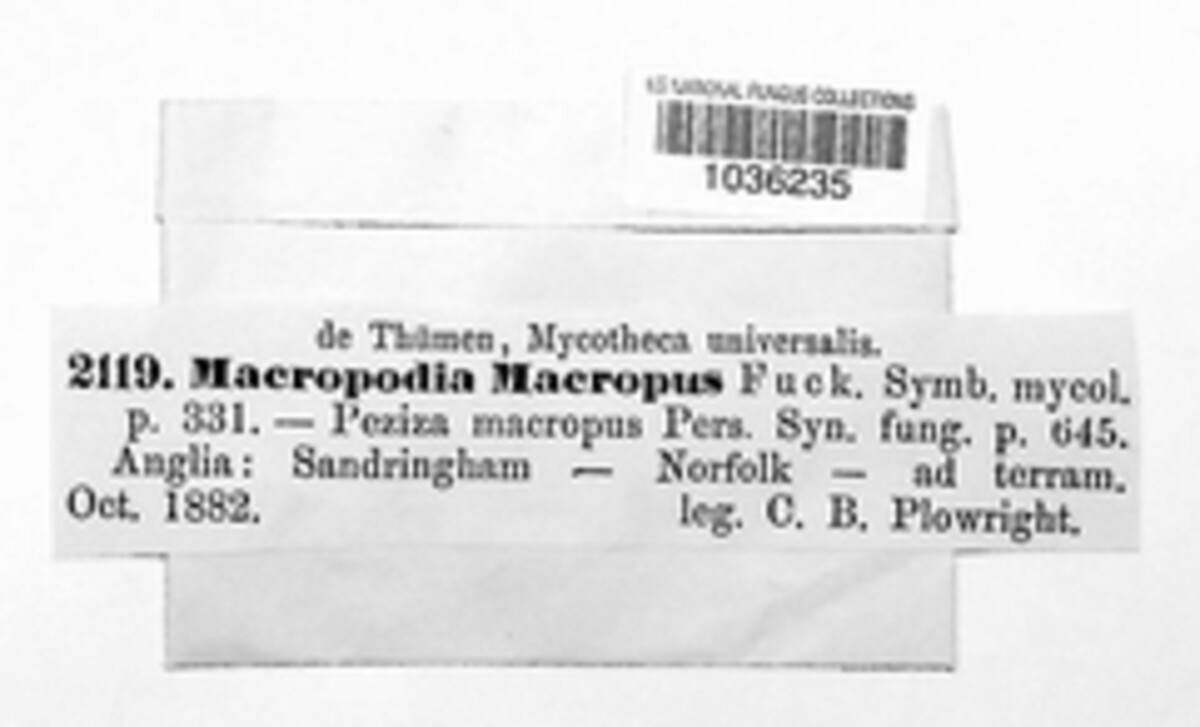 US NATIONAL FUNGUS COLLECTIONS
1036235
de Thümen, Mycotheca universalis.
2119. Macropodia Macropus Fuck. Symb. mycol.
p. 331. — Peziza macropus Pers. Syn. fung. p. 645.
Anglia: Sandringham — Norfolk — ad terram.
Oct. 1882. leg. C. B. Plowright.